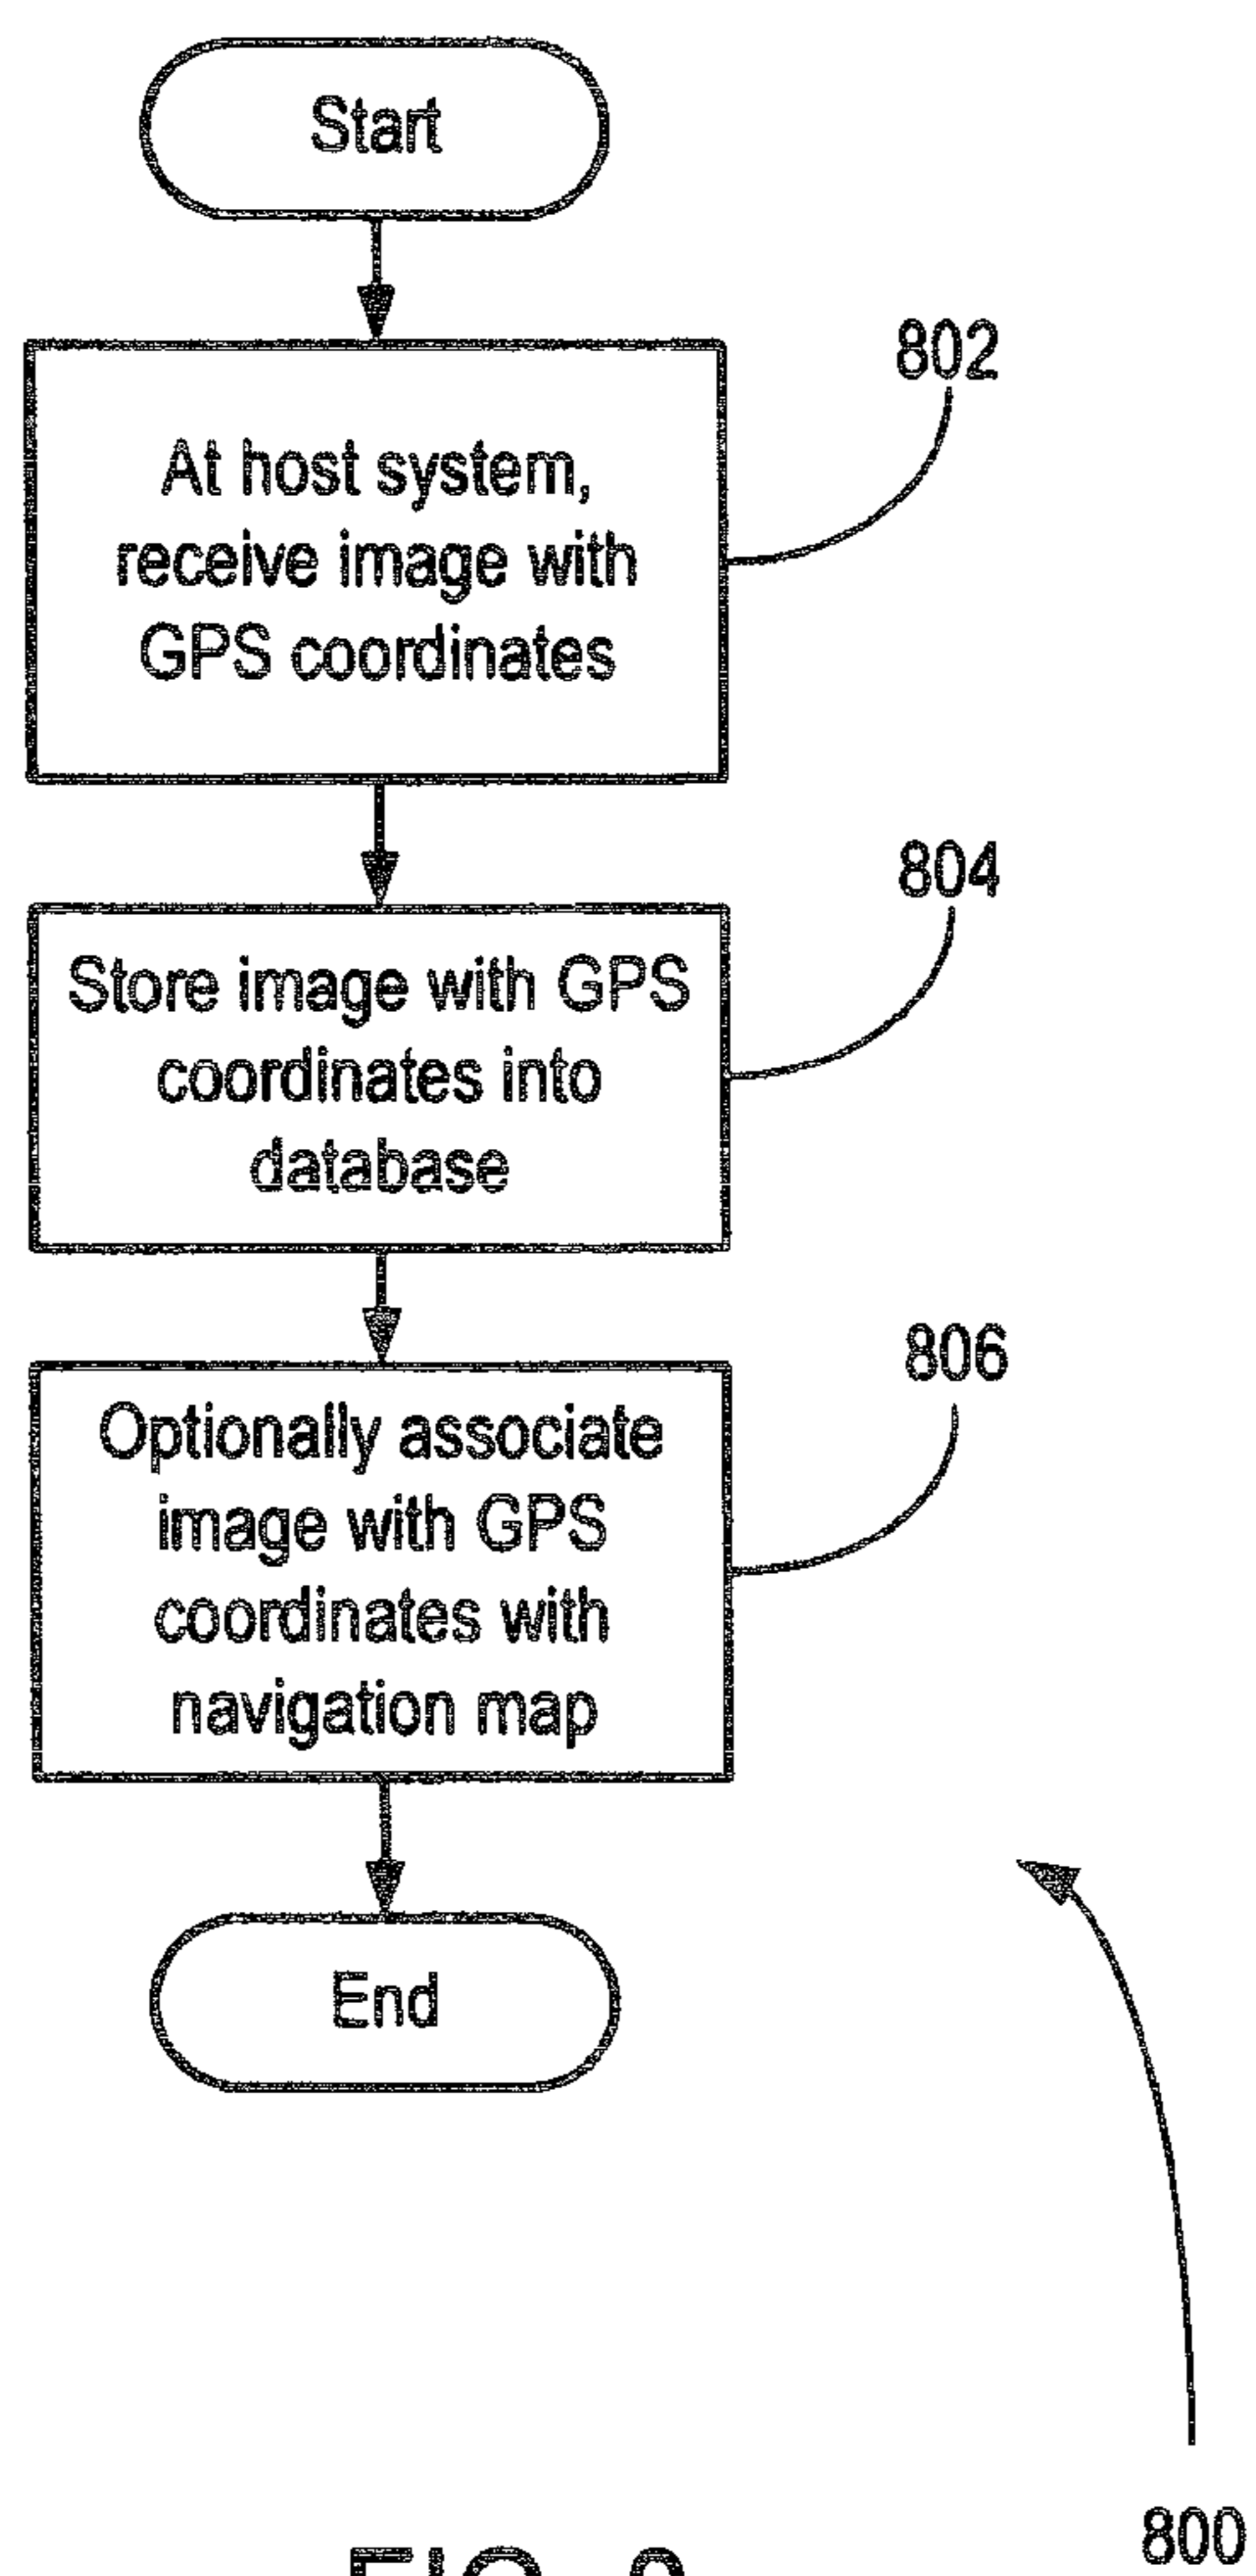 Start
802
At host system,
receive image with
GPS coordinates
804
Store image with GPS
coordinates into
database
806
Optionally associate
image with GPS
coordinates with
navigation map
End
800